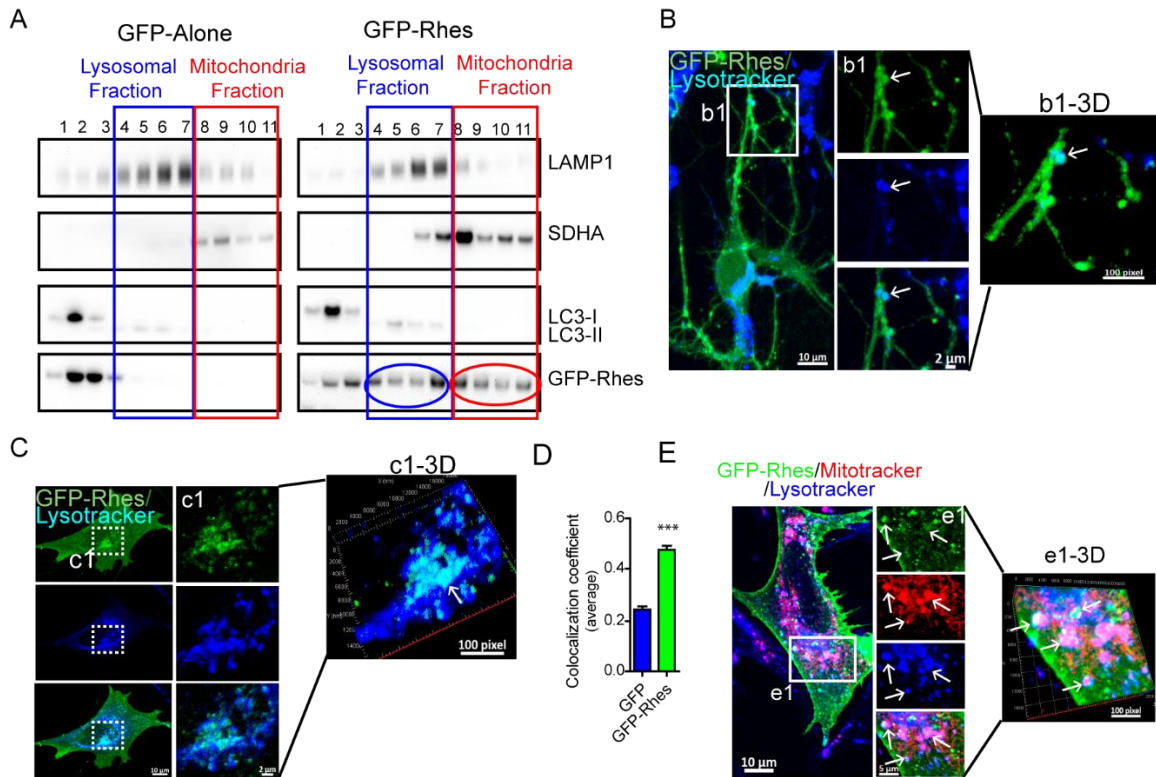 A
GFP-Alone
GFP-Rhes
Lysosomal
Fraction
Mitochondria
Fraction
Lysosomal
Fraction
Mitochondria
Fraction
1 2 3 4 5 6 7 8 9 10 11
1 2 3 4 5 6 7 8 9 10 11
LAMP1
SDHA
LC3-I
LC3-II
GFP-Rhes
B
GFP-Rhes/
Lysotracker
b1
10 µm
b1
2 µm
b1-3D
100 pixel
C
GFP-Rhes/
Lysotracker
c1
10 µm
c1
2 µm
c1-3D
100 pixel
D
Colocalization coefficient
(average)
0.6
0.4
0.2
0.0
***
GFP
GFP-Rhes
E
GFP-Rhes/Mitotracker
/Lysotracker
e1
10 µm
e1
5 µm
e1-3D
100 pixel